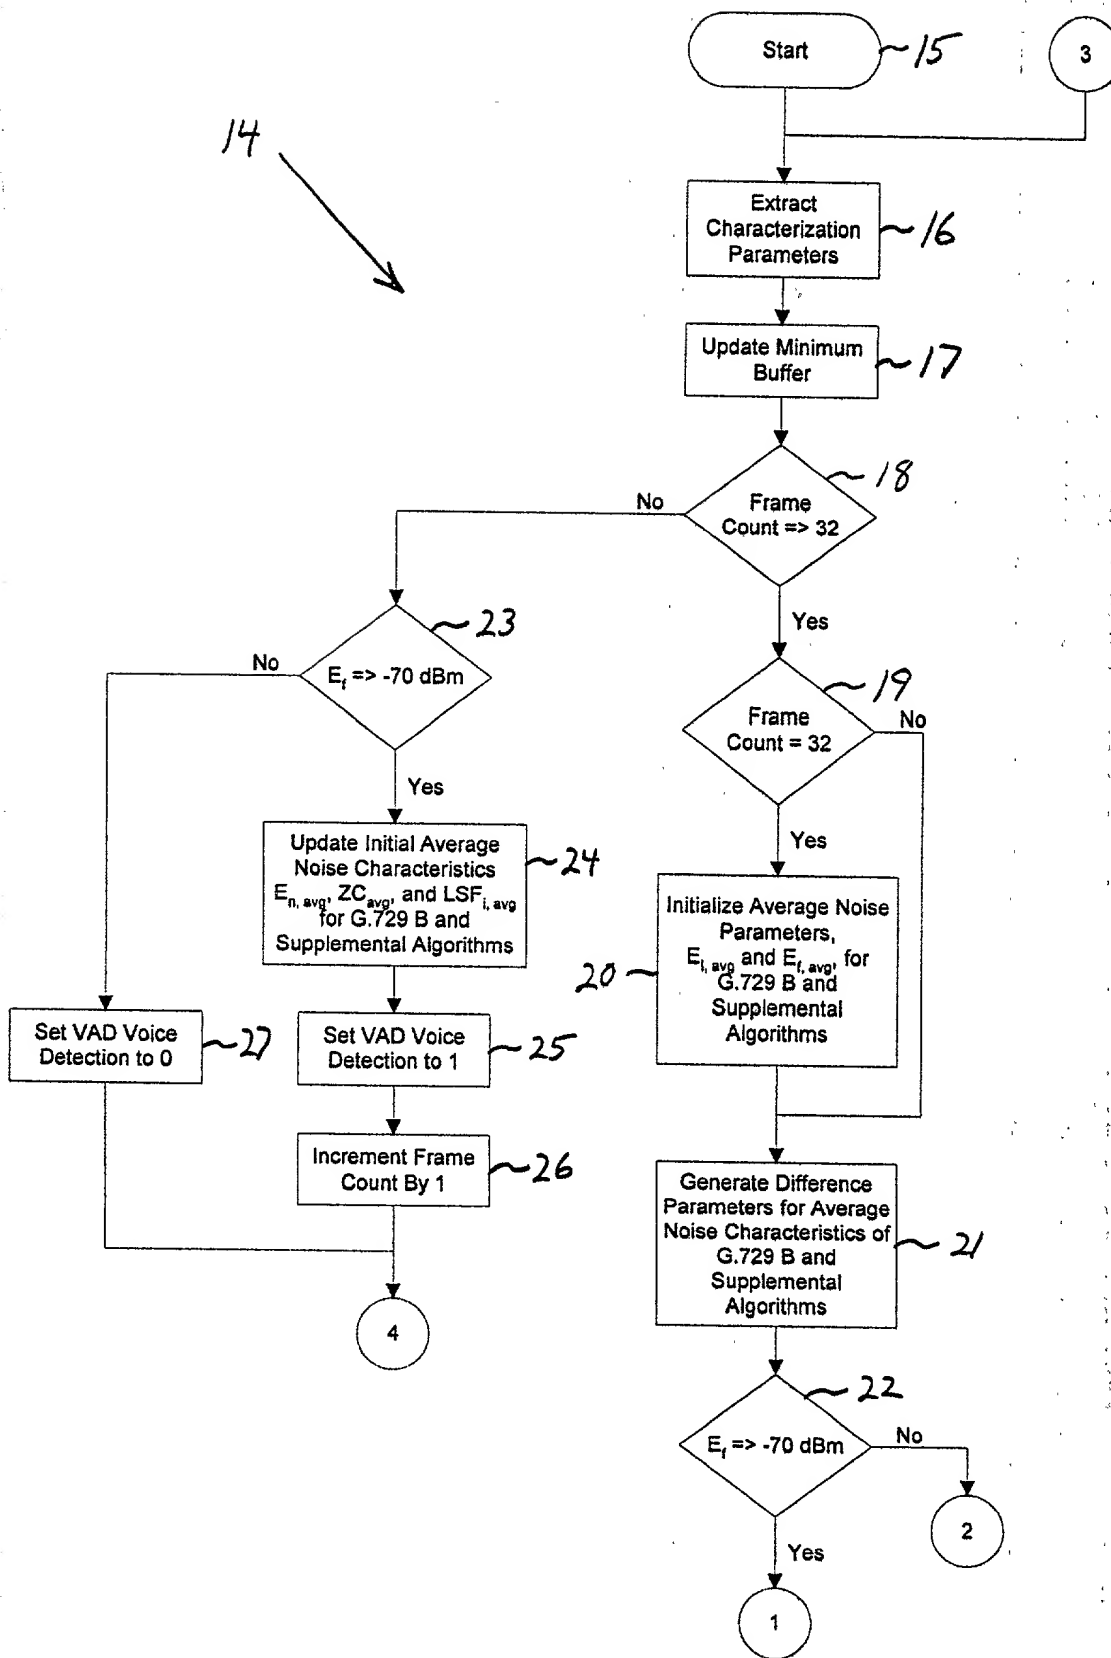 Start
15
3
14
Extract
Characterization
Parameters
16
Update Minimum
Buffer
17
18
No
Frame
Count => 32
Yes
23
No
E_f => -70 dBm
Yes
19
Frame
Count = 32
No
Yes
Update Initial Average
Noise Characteristics
E_n, avg, ZC_avg, and LSF_i, avg
for G.729 B and
Supplemental Algorithms
24
Initialize Average Noise
Parameters,
E_l, avg and E_f, avg, for
G.729 B and
Supplemental
Algorithms
20
Set VAD Voice
Detection to 0
27
Set VAD Voice
Detection to 1
25
Increment Frame
Count By 1
26
Generate Difference
Parameters for Average
Noise Characteristics of
G.729 B and
Supplemental
Algorithms
21
4
22
E_f => -70 dBm
No
2
Yes
1